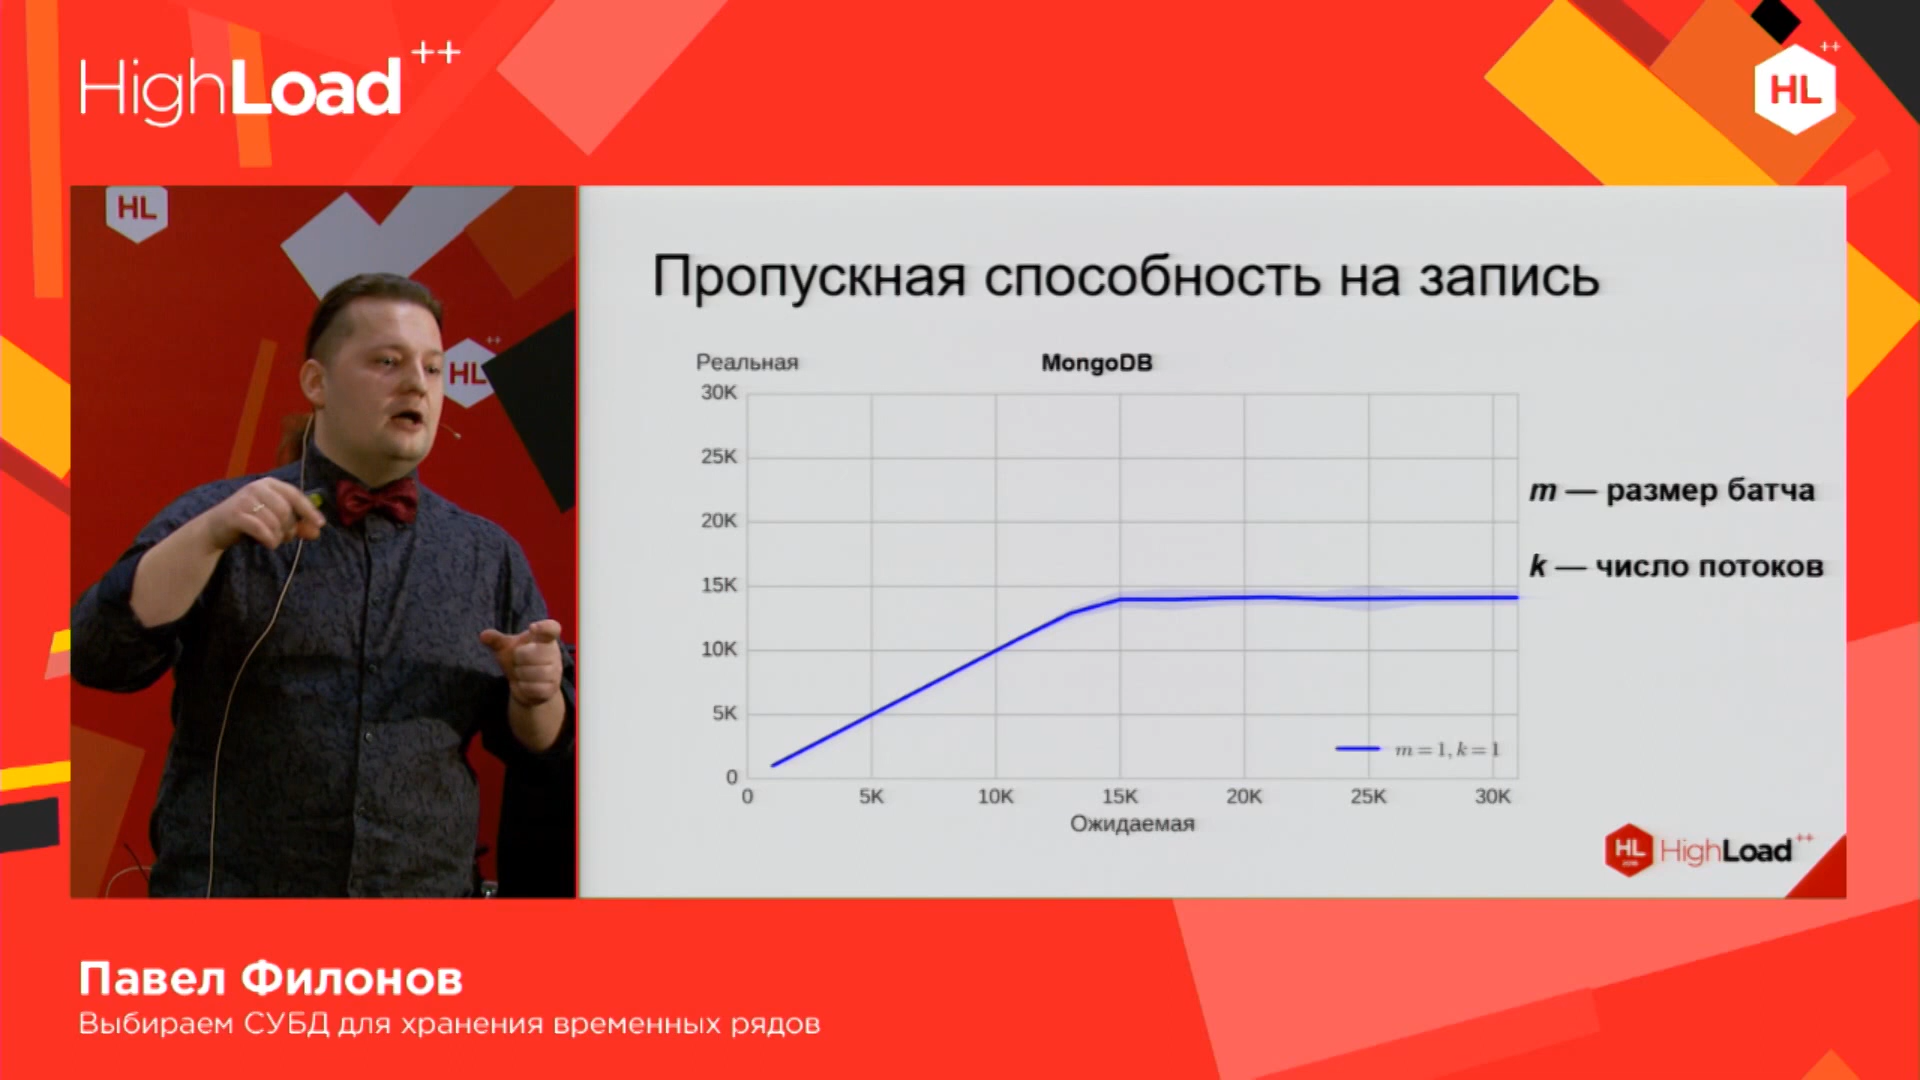 HighLoad++
HL++
HL
HL++
Пропускная способность на запись
Реальная
MongoDB
30K
25K
20K
15K
10K
5K
0
0 5K 10K 15K 20K 25K 30K
Ожидаемая
m = 1, k = 1
m — размер батча
k — число потоков
HL HighLoad++
Павел Филонов
Выбираем СУБД для хранения временных рядов